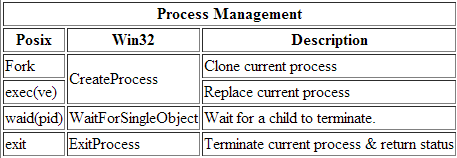 Process Management
Posix Win32 Description
Fork CreateProcess Clone current process
exec(ve) Replace current process
waid(pid) WaitForSingleObject Wait for a child to terminate.
exit ExitProcess Terminate current process & return status